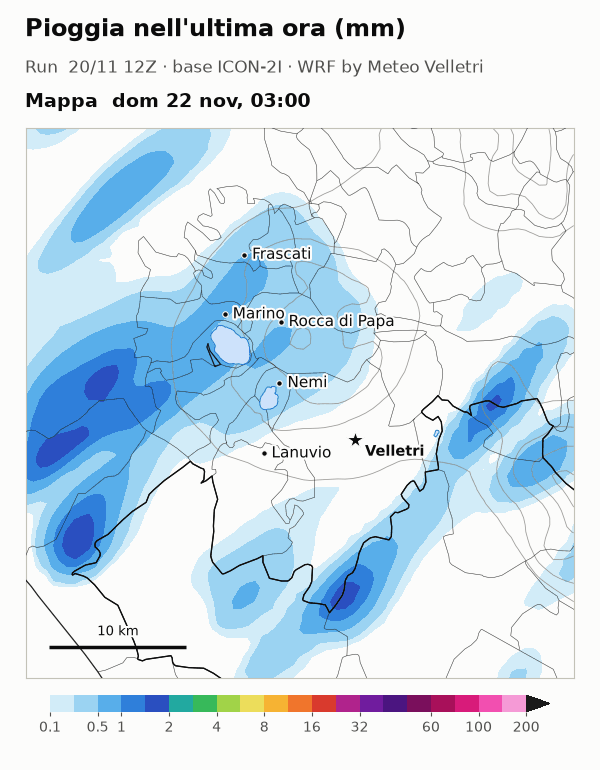 Pioggia nell'ultima ora (mm)
Run  20/11 12Z · base ICON-2I · WRF by Meteo Velletri
Mappa  dom 22 nov, 03:00
Frascati
Marino
Rocca di Papa
Nemi
Velletri
Lanuvio
10 km
0.1 0.5 1 2 4 8 16 32 60 100 200